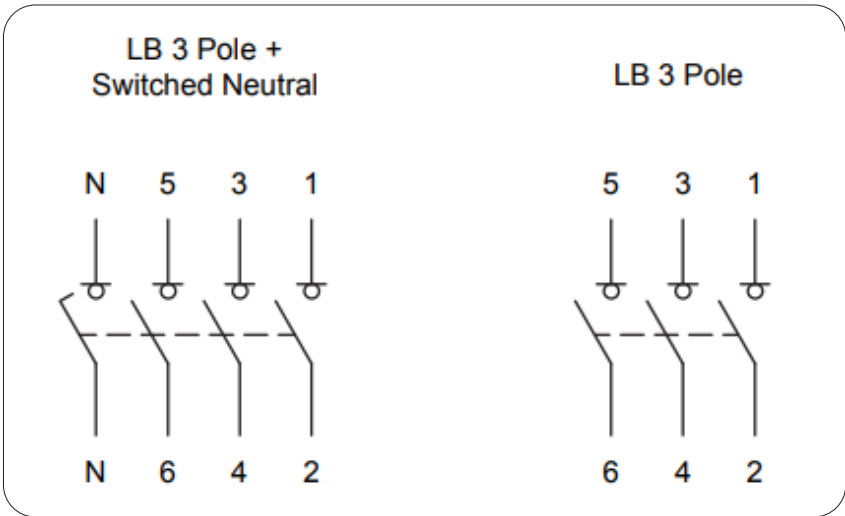 LB 3 Pole +
Switched Neutral
N 5 3 1
N 6 4 2
LB 3 Pole
5 3 1
6 4 2